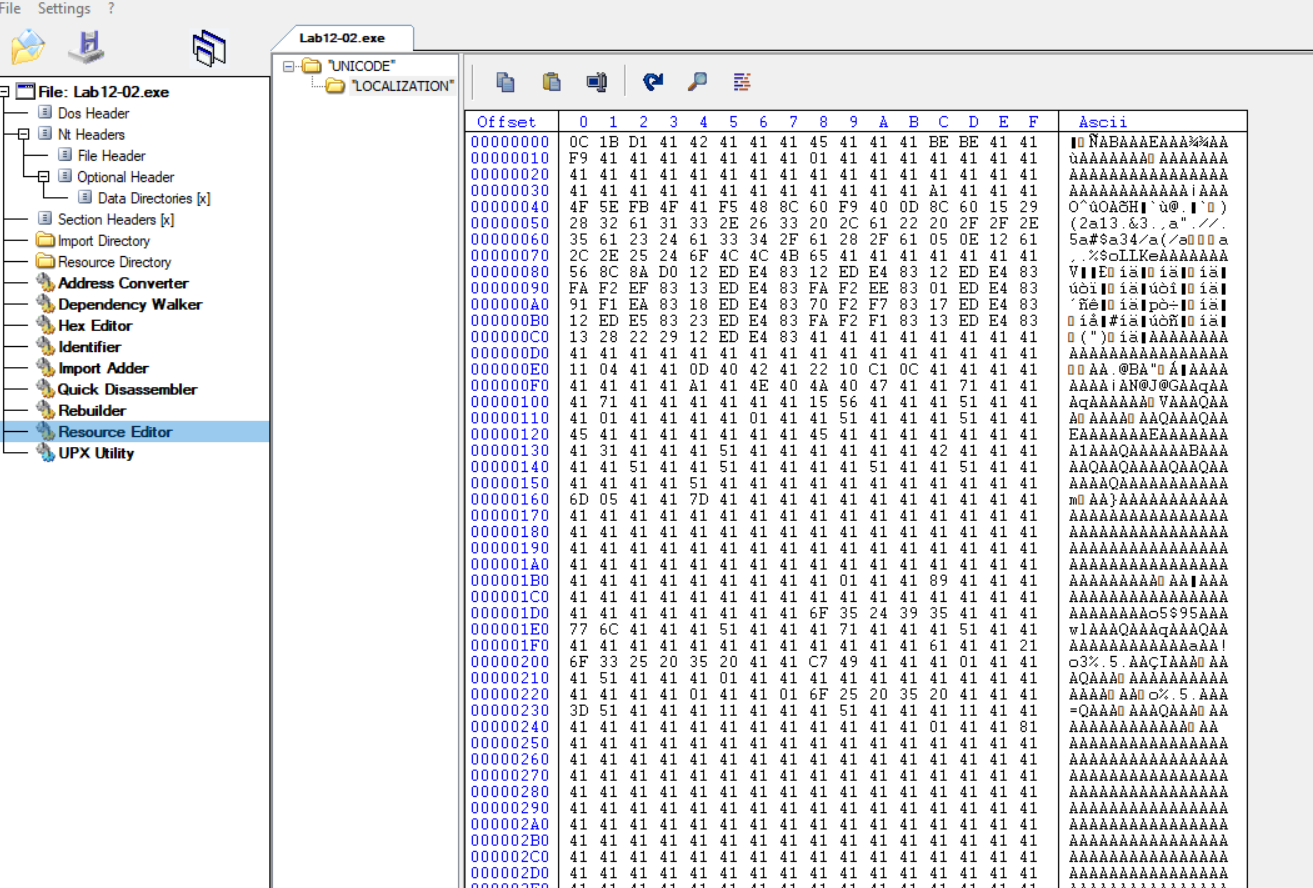 File Settings ?
File: Lab12-02.exe
Dos Header
Nt Headers
File Header
Optional Header
Data Directories [x]
Section Headers [x]
Import Directory
Resource Directory
Address Converter
Dependency Walker
Hex Editor
Identifier
Import Adder
Quick Disassembler
Rebuilder
Resource Editor
UPX Utility
Lab12-02.exe
"UNICODE"
"LOCALIZATION"
Offset 0 1 2 3 4 5 6 7 8 9 A B C D E F Ascii
00000000 0C 1B D1 41 42 41 41 41 45 41 41 41 BE BE 41 41 ÑABAAAEAAA¾¾AA
00000010 F9 41 41 41 41 41 41 41 01 41 41 41 41 41 41 41 ùAAAAAAA AAAAAAA
00000020 41 41 41 41 41 41 41 41 41 41 41 41 41 41 41 41 AAAAAAAAAAAAAAAA
00000030 41 41 41 41 41 41 41 41 41 41 41 41 A1 41 41 41 AAAAAAAAAAAA¡AAA
00000040 4F 5E FB 4F 41 F5 48 8C 60 F9 40 0D 8C 60 15 29 O^ûOAõH `ù@. ` )
00000050 28 32 61 31 33 2E 26 33 20 2C 61 22 20 2F 2F 2E (2a13.&3.,a".//.
00000060 35 61 23 24 61 33 34 2F 61 28 2F 61 05 0E 12 61 5a#$a34/a(/a a
00000070 2C 2E 25 24 6F 4C 4C 4B 65 41 41 41 41 41 41 41 ,.%$oLLKeAAAAAAA
00000080 56 8C 8A D0 12 ED E4 83 12 ED E4 83 12 ED E4 83
00000090 FA F2 EF 83 13 ED E4 83 FA F2 EE 83 01 ED E4 83
000000A0 91 F1 EA 83 18 ED E4 83 70 F2 F7 83 17 ED E4 83
000000B0 12 ED E5 83 23 ED E4 83 FA F2 F1 83 13 ED E4 83
000000C0 13 28 22 29 12 ED E4 83 41 41 41 41 41 41 41 41
000000D0 41 41 41 41 41 41 41 41 41 41 41 41 41 41 41 41 AAAAAAAAAAAAAAAA
000000E0 11 04 41 41 0D 40 42 41 22 10 C1 0C 41 41 41 41
000000F0 41 41 41 41 A1 41 4E 40 4A 40 47 41 41 71 41 41 AAAA¡AN@J@GAAqAA
00000100 41 71 41 41 41 41 41 41 15 56 41 41 41 51 41 41 AqAAAAAA VAAAQAA
00000110 41 01 41 41 41 41 01 41 41 51 41 41 41 51 41 41 A AAAA AAQAAAQAA
00000120 45 41 41 41 41 41 41 41 45 41 41 41 41 41 41 41 EAAAAAAAEAAAAAAA
00000130 41 31 41 41 41 51 41 41 41 41 41 41 42 41 41 41 A1AAAQAAAAAABAAA
00000140 41 41 51 41 41 51 41 41 41 41 51 41 41 51 41 41 AAQAAQAAAAQAAQAA
00000150 41 41 41 41 51 41 41 41 41 41 41 41 41 41 41 41 AAAAQAAAAAAAAAAA
00000160 6D 05 41 41 7D 41 41 41 41 41 41 41 41 41 41 41 m AA}AAAAAAAAAAA
00000170 41 41 41 41 41 41 41 41 41 41 41 41 41 41 41 41 AAAAAAAAAAAAAAAA
00000180 41 41 41 41 41 41 41 41 41 41 41 41 41 41 41 41 AAAAAAAAAAAAAAAA
00000190 41 41 41 41 41 41 41 41 41 41 41 41 41 41 41 41 AAAAAAAAAAAAAAAA
000001A0 41 41 41 41 41 41 41 41 41 41 41 41 41 41 41 41 AAAAAAAAAAAAAAAA
000001B0 41 41 41 41 41 41 41 41 41 01 41 41 89 41 41 41 AAAAAAAAA AA AAA
000001C0 41 41 41 41 41 41 41 41 41 41 41 41 41 41 41 41 AAAAAAAAAAAAAAAA
000001D0 41 41 41 41 41 41 41 41 6F 35 24 39 35 41 41 41 AAAAAAAAo5$95AAA
000001E0 77 6C 41 41 41 51 41 41 41 71 41 41 41 51 41 41 wlAAAQAAAqAAAQAA
000001F0 41 41 41 41 41 41 41 41 41 41 41 41 61 41 41 21 AAAAAAAAAAAAaAA!
00000200 6F 33 25 20 35 20 41 41 C7 49 41 41 41 01 41 41 o3%.5.AAÇIAAA AA
00000210 41 51 41 41 41 01 41 41 41 41 41 41 41 41 41 41 AQAAA AAAAAAAAAA
00000220 41 41 41 41 01 41 41 01 6F 25 20 35 20 41 41 41 AAAA AA o%.5.AAA
00000230 3D 51 41 41 41 11 41 41 41 51 41 41 41 11 41 41 =QAAA AAAQAAA AA
00000240 41 41 41 41 41 41 41 41 41 41 41 41 01 41 41 81 AAAAAAAAAAAA AA
00000250 41 41 41 41 41 41 41 41 41 41 41 41 41 41 41 41 AAAAAAAAAAAAAAAA
00000260 41 41 41 41 41 41 41 41 41 41 41 41 41 41 41 41 AAAAAAAAAAAAAAAA
00000270 41 41 41 41 41 41 41 41 41 41 41 41 41 41 41 41 AAAAAAAAAAAAAAAA
00000280 41 41 41 41 41 41 41 41 41 41 41 41 41 41 41 41 AAAAAAAAAAAAAAAA
00000290 41 41 41 41 41 41 41 41 41 41 41 41 41 41 41 41 AAAAAAAAAAAAAAAA
000002A0 41 41 41 41 41 41 41 41 41 41 41 41 41 41 41 41 AAAAAAAAAAAAAAAA
000002B0 41 41 41 41 41 41 41 41 41 41 41 41 41 41 41 41 AAAAAAAAAAAAAAAA
000002C0 41 41 41 41 41 41 41 41 41 41 41 41 41 41 41 41 AAAAAAAAAAAAAAAA
000002D0 41 41 41 41 41 41 41 41 41 41 41 41 41 41 41 41 AAAAAAAAAAAAAAAA